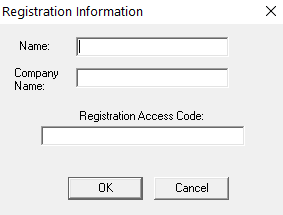 Registration Information
Name:
Company
Name:
Registration Access Code:
OK Cancel